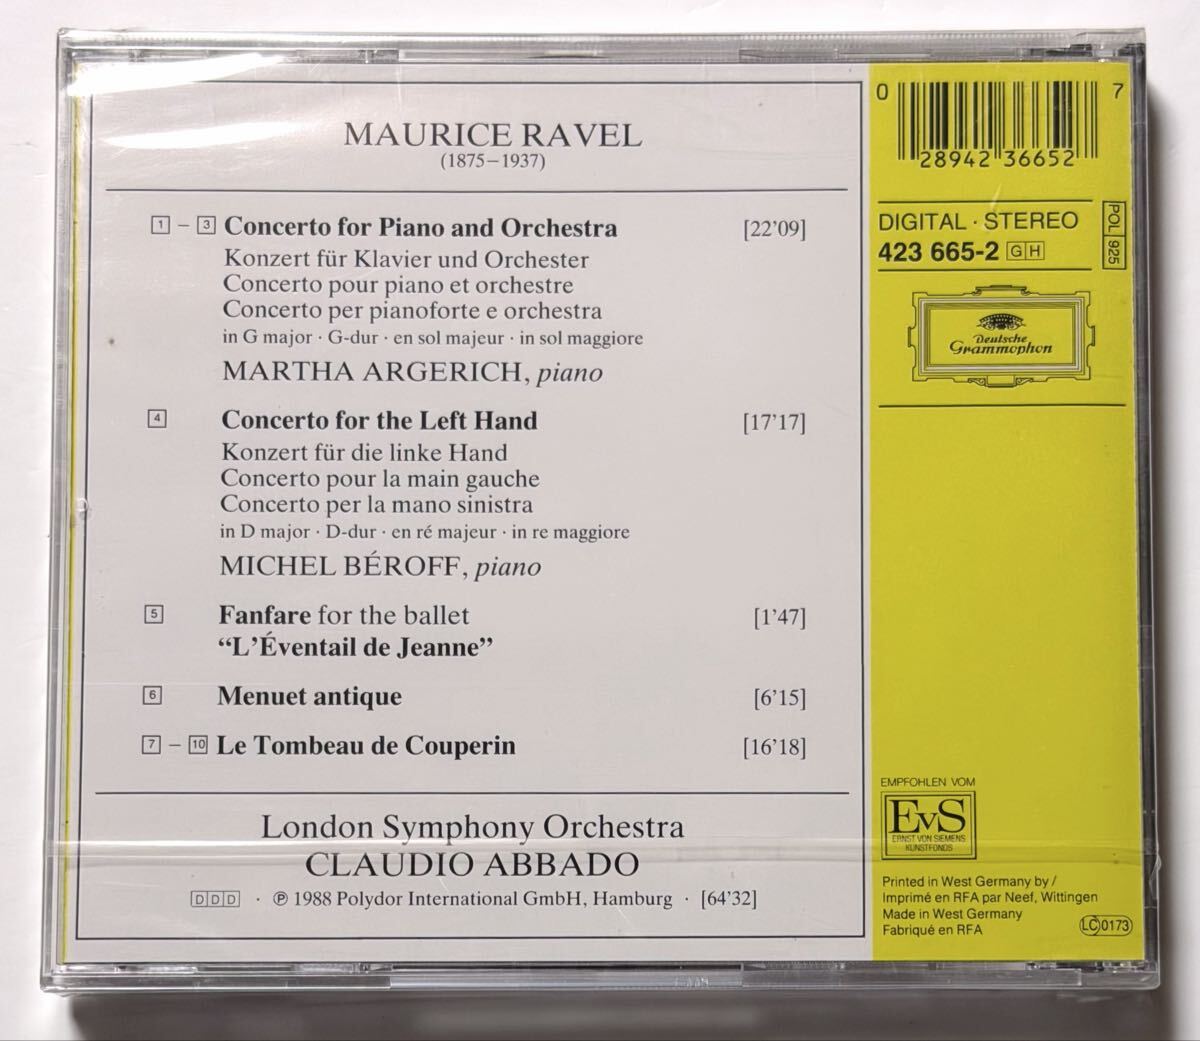 MAURICE RAVEL
(1875–1937)
1 – 3 Concerto for Piano and Orchestra [22'09]
Konzert für Klavier und Orchester
Concerto pour piano et orchestre
Concerto per pianoforte e orchestra
in G major · G-dur · en sol majeur · in sol maggiore
MARTHA ARGERICH, piano
4 Concerto for the Left Hand [17'17]
Konzert für die linke Hand
Concerto pour la main gauche
Concerto per la mano sinistra
in D major · D-dur · en ré majeur · in re maggiore
MICHEL BÉROFF, piano
5 Fanfare for the ballet [1'47]
“L’Éventail de Jeanne”
6 Menuet antique [6'15]
7 – 10 Le Tombeau de Couperin [16'18]
London Symphony Orchestra
CLAUDIO ABBADO
DDD · ℗ 1988 Polydor International GmbH, Hamburg · [64'32]
0 28942 36652 7
DIGITAL · STEREO
423 665-2 GH
POL 925
Deutsche
Grammophon
EMPFOHLEN VOM
EvS
ERNST VON SIEMENS
KUNSTFONDS
Printed in West Germany by /
Imprimé en RFA par Neef, Wittingen
Made in West Germany
Fabriqué en RFA
LC 0173